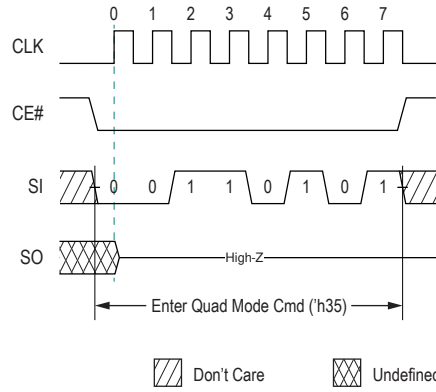 0 1 2 3 4 5 6 7
CLK
CE#
SI 0 0 1 1 0 1 0 1
SO High-Z
Enter Quad Mode Cmd ('h35)
Don't Care Undefined